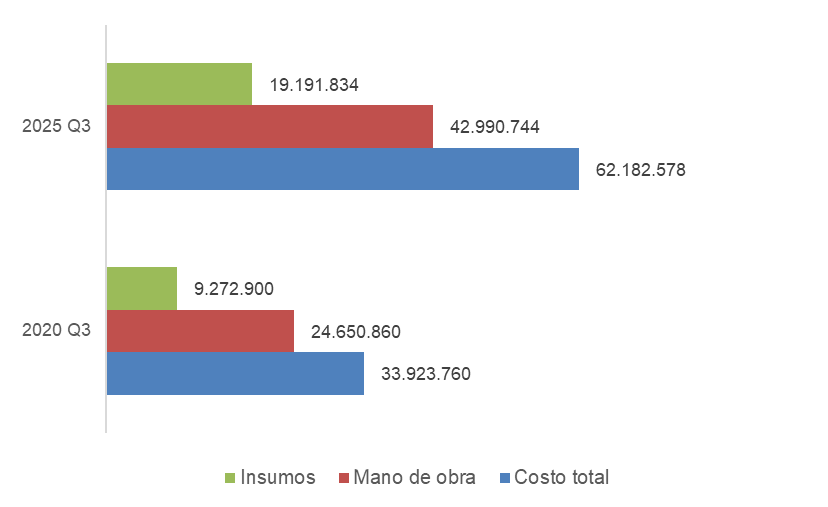 19.191.834
2025 Q3
42.990.744
62.182.578
9.272.900
2020 Q3
24.650.860
33.923.760
Insumos
Mano de obra
Costo total